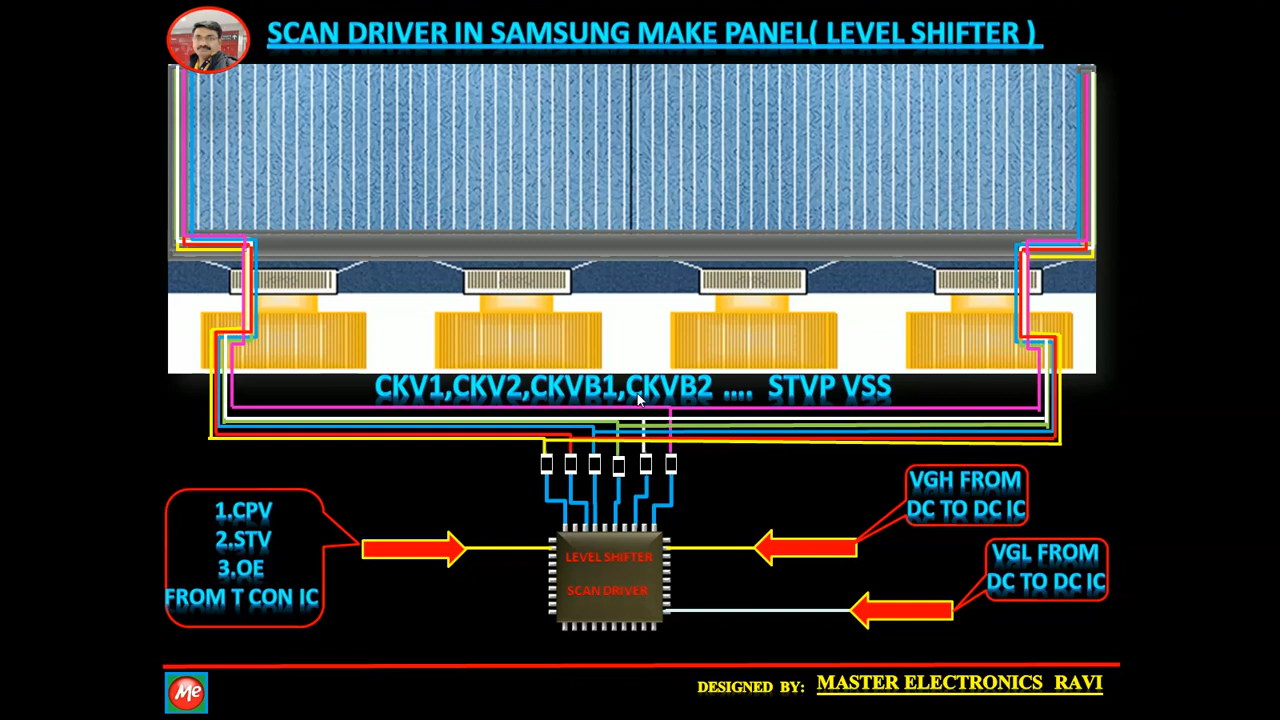 SCAN DRIVER IN SAMSUNG MAKE PANEL( LEVEL SHIFTER )
CKV1,CKV2,CKVB1,CKVB2 .... STVP VSS
1.CPV
2.STV
3.OE
FROM T CON IC
LEVEL SHIFTER
SCAN DRIVER
VGH FROM
DC TO DC IC
VGL FROM
DC TO DC IC
Me
DESIGNED BY: MASTER ELECTRONICS RAVI